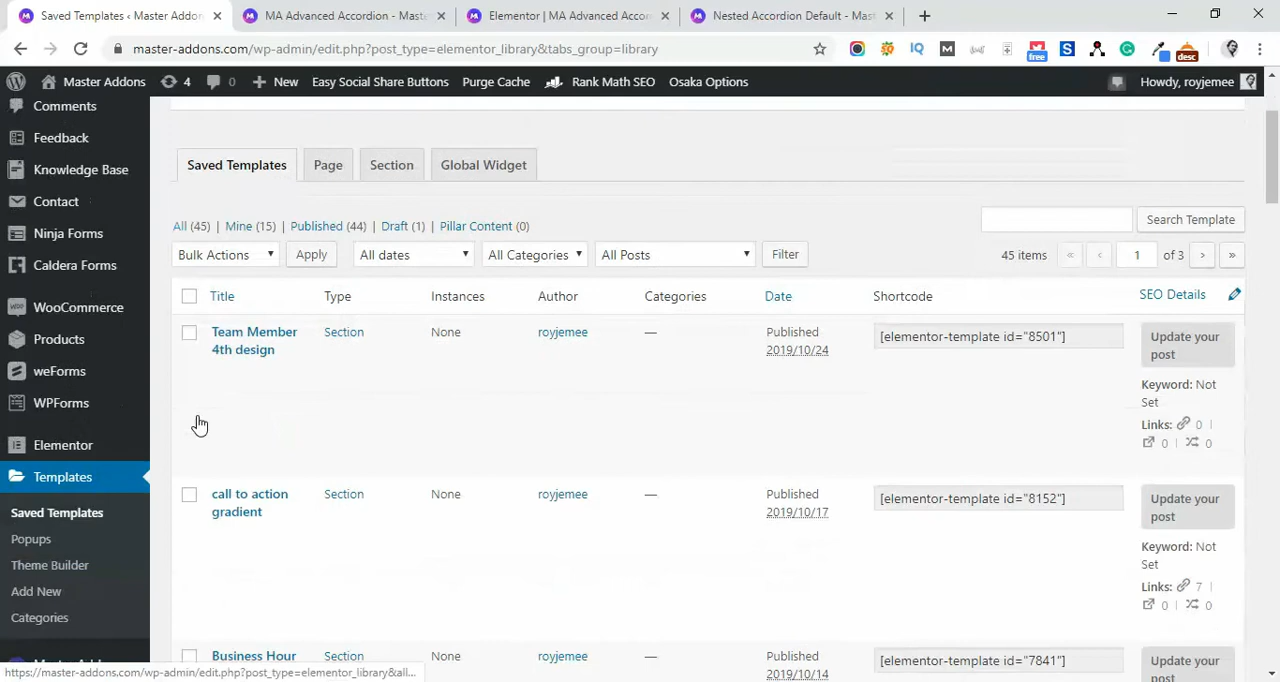 Saved Templates ‹ Master Addons
MA Advanced Accordion - Maste
Elementor | MA Advanced Accor
Nested Accordion Default - Mast
master-addons.com/wp-admin/edit.php?post_type=elementor_library&tabs_group=library
IQ
M
S
free
desc
Master Addons
4
0
New
Easy Social Share Buttons
Purge Cache
Rank Math SEO
Osaka Options
Howdy, royjemee
Comments
Feedback
Knowledge Base
Contact
Ninja Forms
Caldera Forms
WooCommerce
Products
weForms
WPForms
Elementor
Templates
Saved Templates
Popups
Theme Builder
Add New
Categories
Saved Templates
Page
Section
Global Widget
All (45) | Mine (15) | Published (44) | Draft (1) | Pillar Content (0)
Search Template
Bulk Actions
Apply
All dates
All Categories
All Posts
Filter
45 items
«
‹
1
of 3
›
»
Title
Type
Instances
Author
Categories
Date
Shortcode
SEO Details
Team Member
4th design
Section
None
royjemee
—
Published
2019/10/24
[elementor-template id="8501"]
Update your
post
Keyword: Not
Set
Links: 0 |
0 | 0
call to action
gradient
Section
None
royjemee
—
Published
2019/10/17
[elementor-template id="8152"]
Update your
post
Keyword: Not
Set
Links: 7 |
0 | 0
Business Hour
Section
None
royjemee
—
Published
2019/10/14
[elementor-template id="7841"]
Update your
post
https://master-addons.com/wp-admin/edit.php?post_type=elementor_library&all...